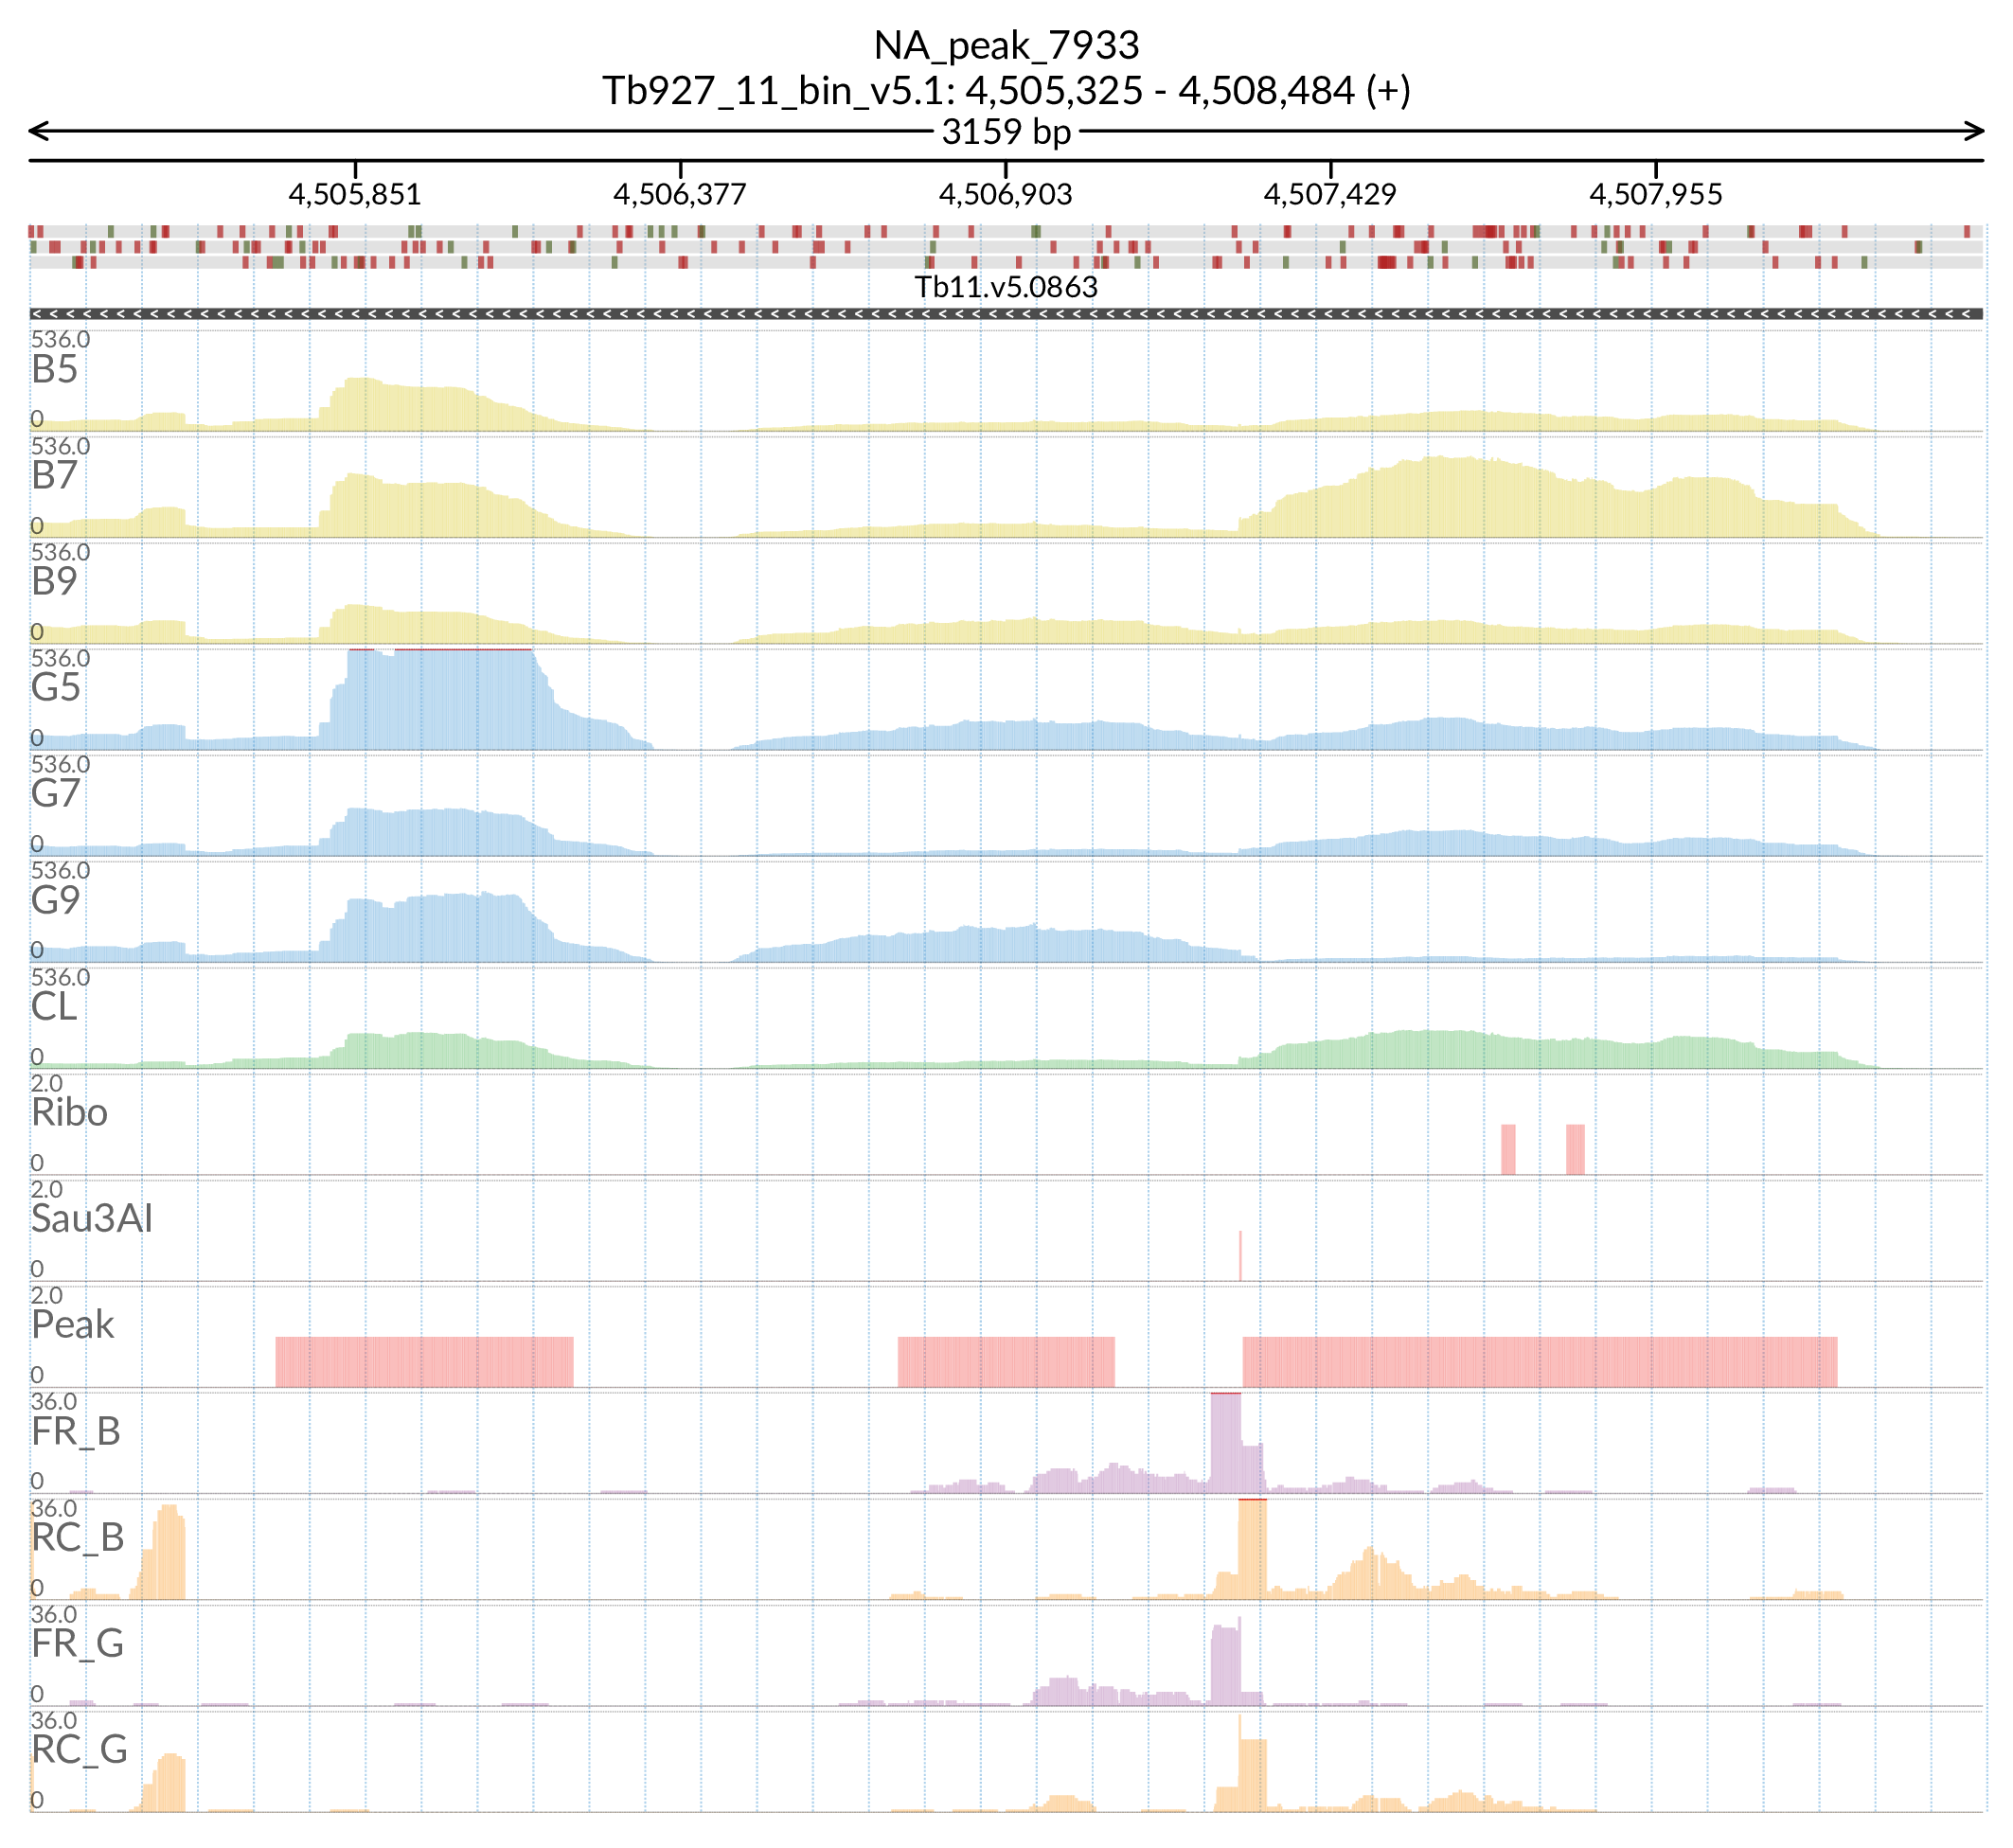 NA_peak_7933
Tb927_11_bin_v5.1: 4,505,325 - 4,508,484 (+)
3159 bp
4,505,851 4,506,377 4,506,903 4,507,429 4,507,955
Tb11.v5.0863
536.0
B5
0
536.0
B7
0
536.0
B9
0
536.0
G5
0
536.0
G7
0
536.0
G9
0
536.0
CL
0
2.0
Ribo
0
2.0
Sau3AI
0
2.0
Peak
0
36.0
FR_B
0
36.0
RC_B
0
36.0
FR_G
0
36.0
RC_G
0